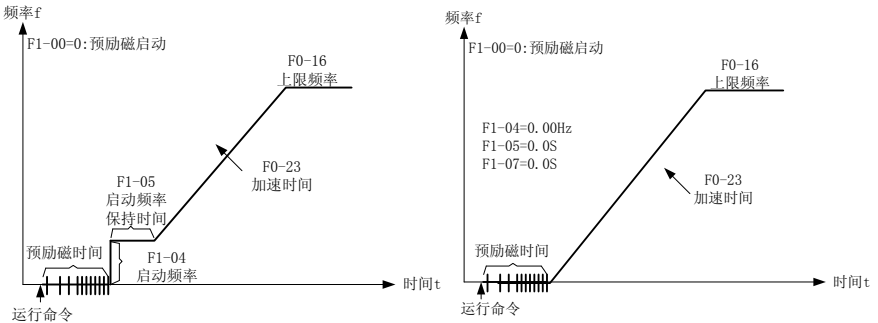 频率f
F1-00=0:预励磁启动
F0-16
上限频率
F0-23
加速时间
F1-05
启动频率
保持时间
预励磁时间
F1-04
启动频率
时间t
运行命令
频率f
F1-00=0:预励磁启动
F0-16
上限频率
F1-04=0.00Hz
F1-05=0.0S
F1-07=0.0S
F0-23
加速时间
预励磁时间
时间t
运行命令